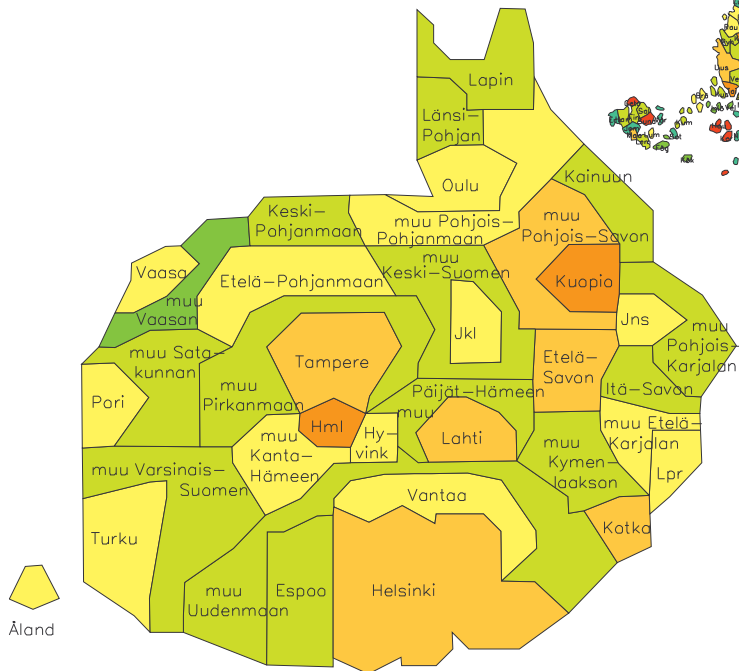 Lapin
Länsi-
Pohjan
Oulu
Kainuun
Keski-
Pohjanmaan
muu Pohjois-
Pohjanmaan
muu
Pohjois-Savon
Vaasa
muu
Vaasan
Etelä-Pohjanmaan
muu
Keski-Suomen
Kuopio
Jkl
Jns
muu
Pohjois-
Karjalan
muu Sata-
kunnan
Tampere
Etelä-
Savon
Itä-Savon
Pori
muu
Pirkanmaan
Päijät-Hämeen
muu
Hml
Hy-
vink
Lahti
muu
Kanta-
Hämeen
muu
Kymen-
laakson
muu Etelä-
Karjalan
Lpr
muu Varsinais-
Suomen
Vantaa
Turku
Kotka
muu
Uudenmaan
Espoo
Helsinki
Åland